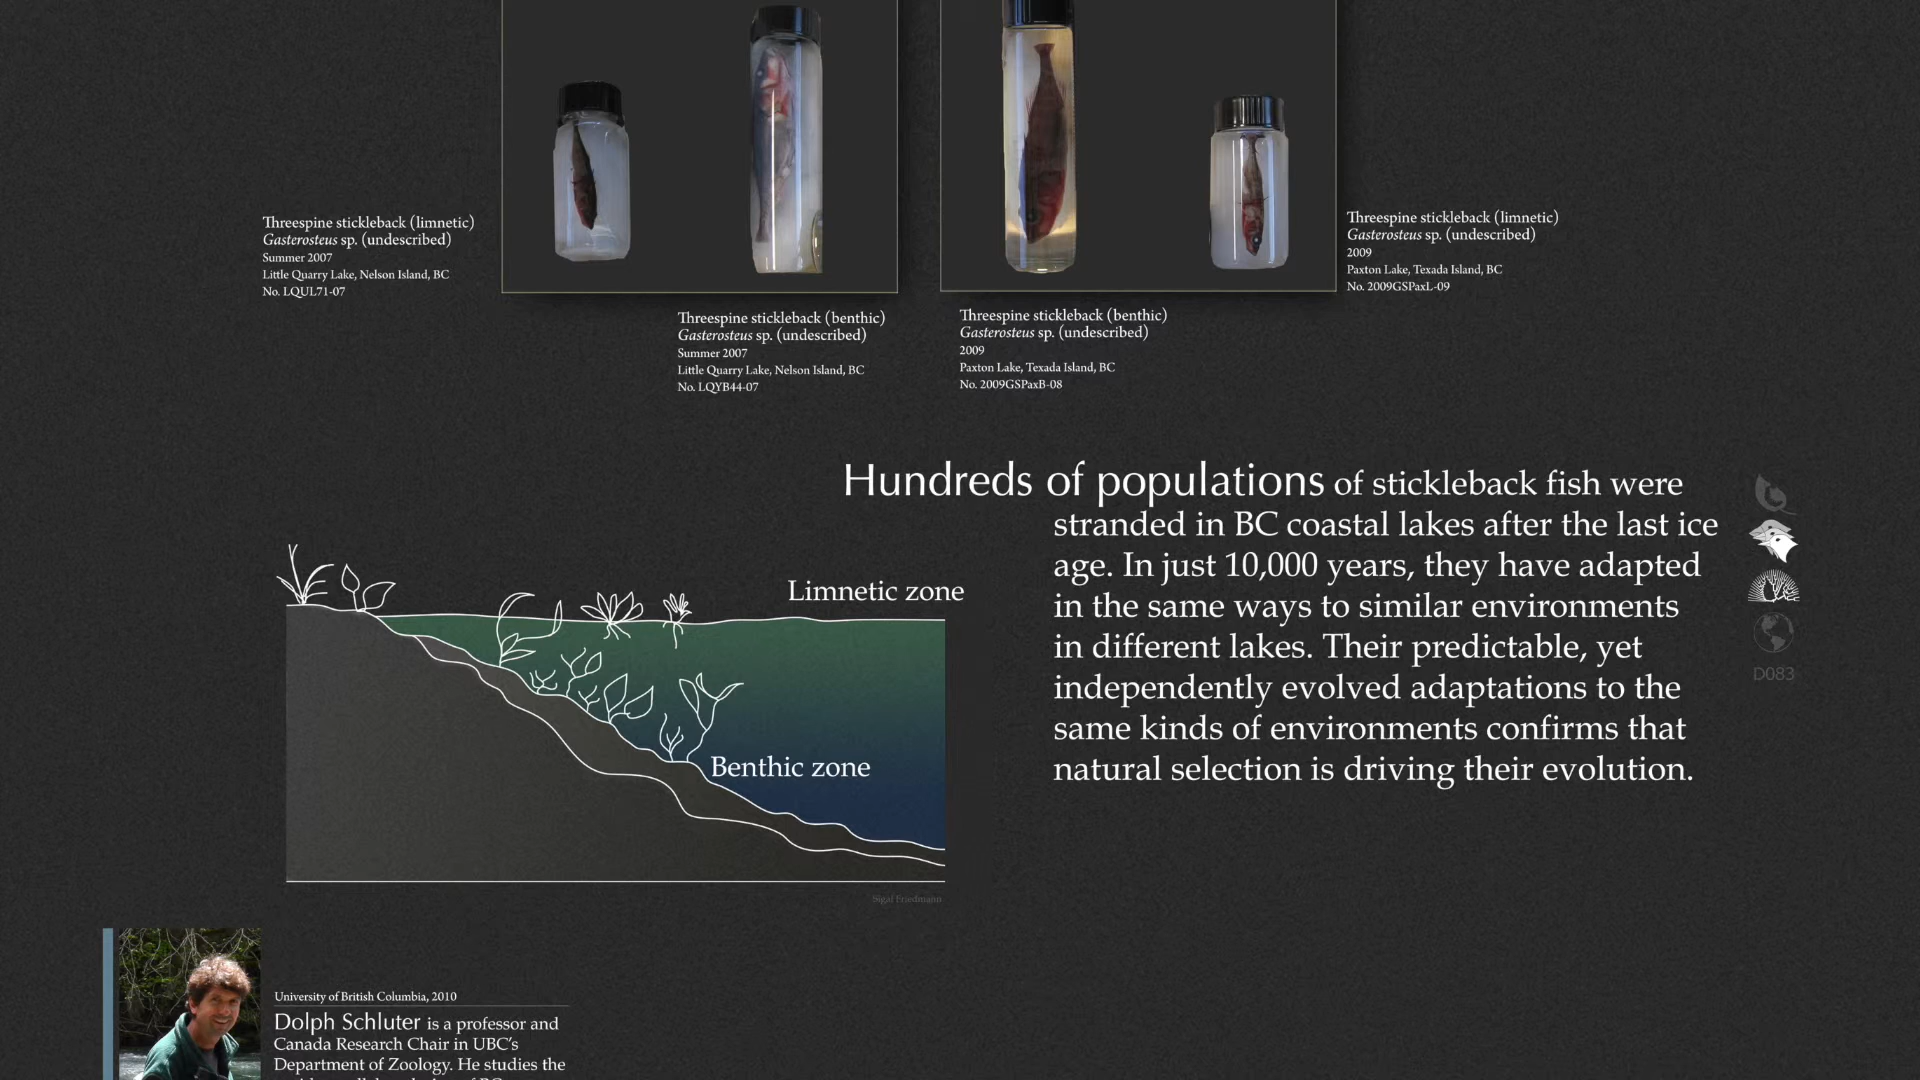 Threespine stickleback (limnetic)
Gasterosteus sp. (undescribed)
Summer 2007
Little Quarry Lake, Nelson Island, BC
No. LQUL71-07
Threespine stickleback (benthic)
Gasterosteus sp. (undescribed)
Summer 2007
Little Quarry Lake, Nelson Island, BC
No. LQYB44-07
Threespine stickleback (benthic)
Gasterosteus sp. (undescribed)
2009
Paxton Lake, Texada Island, BC
No. 2009GSPaxB-08
Threespine stickleback (limnetic)
Gasterosteus sp. (undescribed)
2009
Paxton Lake, Texada Island, BC
No. 2009GSPaxL-09
Hundreds of populations of stickleback fish were
stranded in BC coastal lakes after the last ice
age. In just 10,000 years, they have adapted
in the same ways to similar environments
in different lakes. Their predictable, yet
independently evolved adaptations to the
same kinds of environments confirms that
natural selection is driving their evolution.
D083
Limnetic zone
Benthic zone
Sigal Friedmann
University of British Columbia, 2010
Dolph Schluter is a professor and
Canada Research Chair in UBC's
Department of Zoology. He studies the